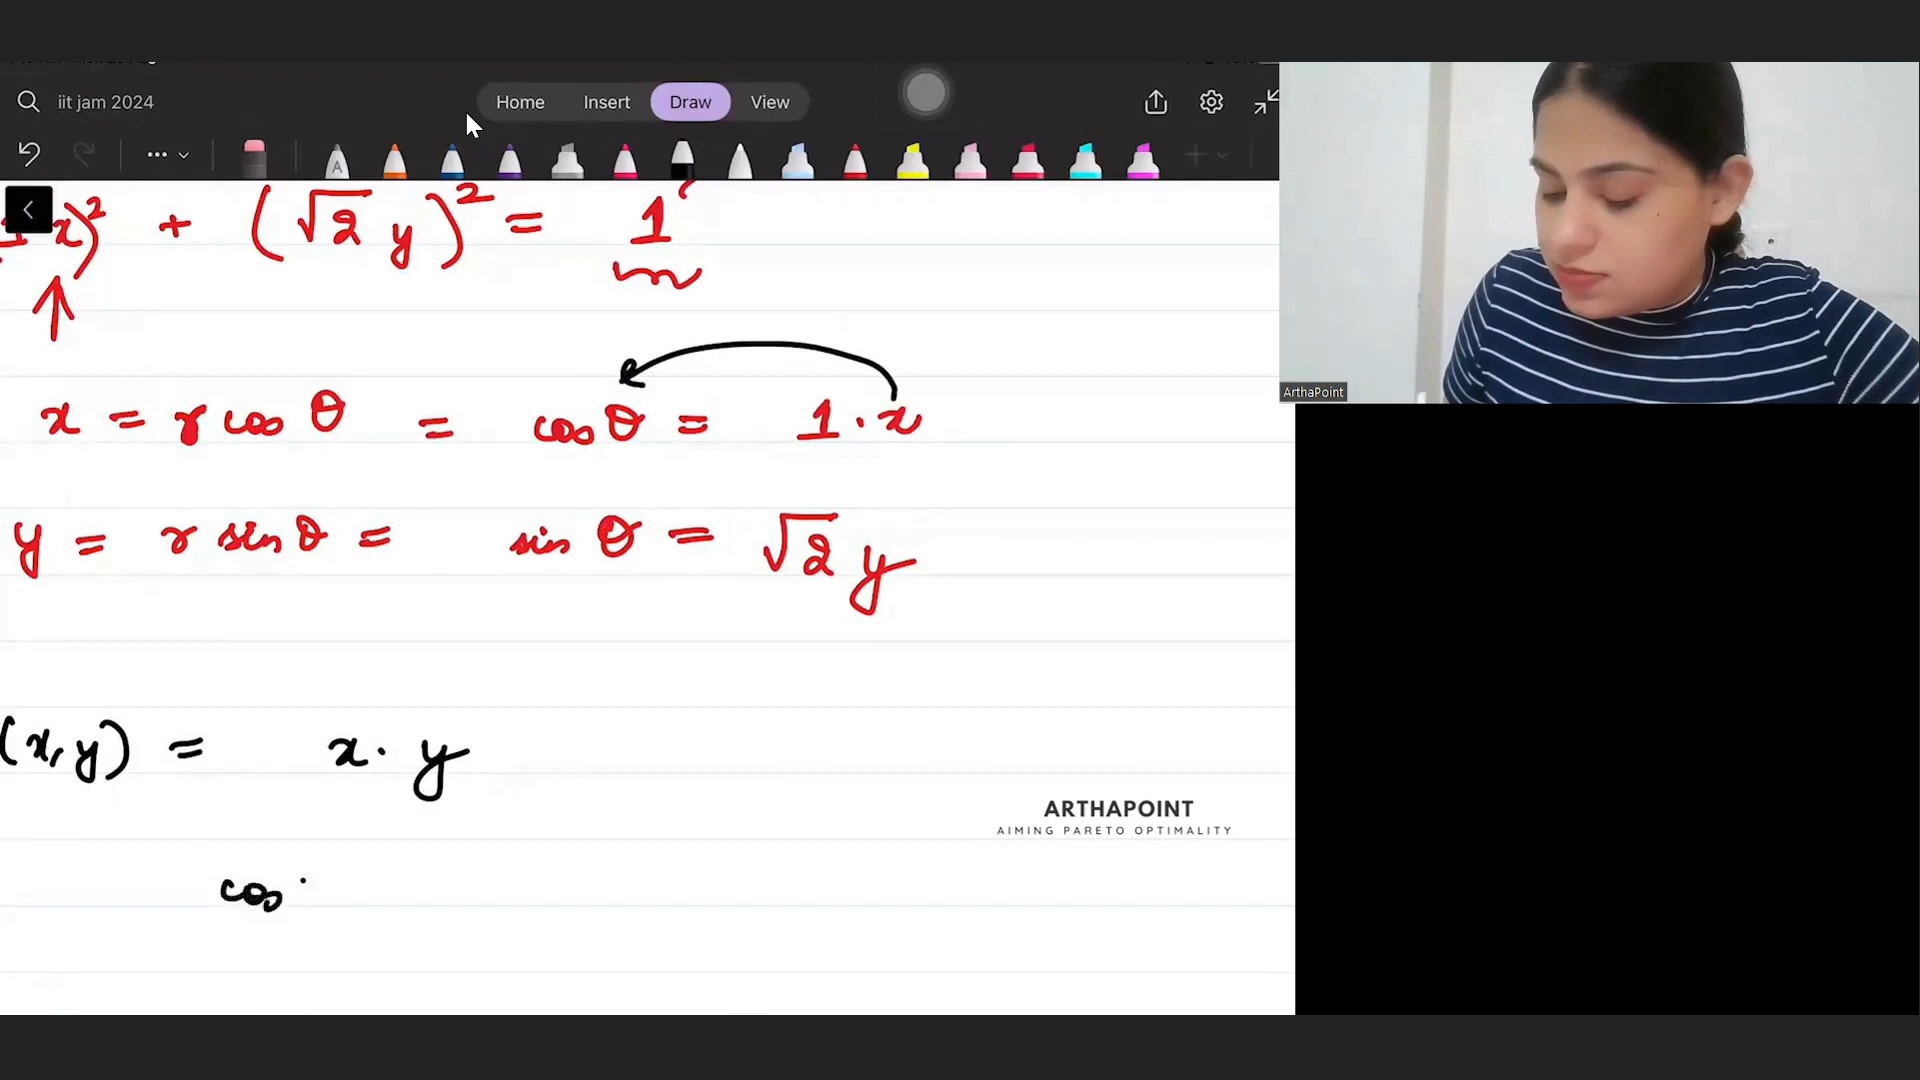 iit jam 2024
Home Insert Draw View
A
1 x)² + (√2 y)² = 1
x = r cos θ = cos θ = 1 · x
y = r sin θ = sin θ = √2 y
(x, y) = x · y
cos
ArthaPoint
ARTHAPOINT
AIMING PARETO OPTIMALITY